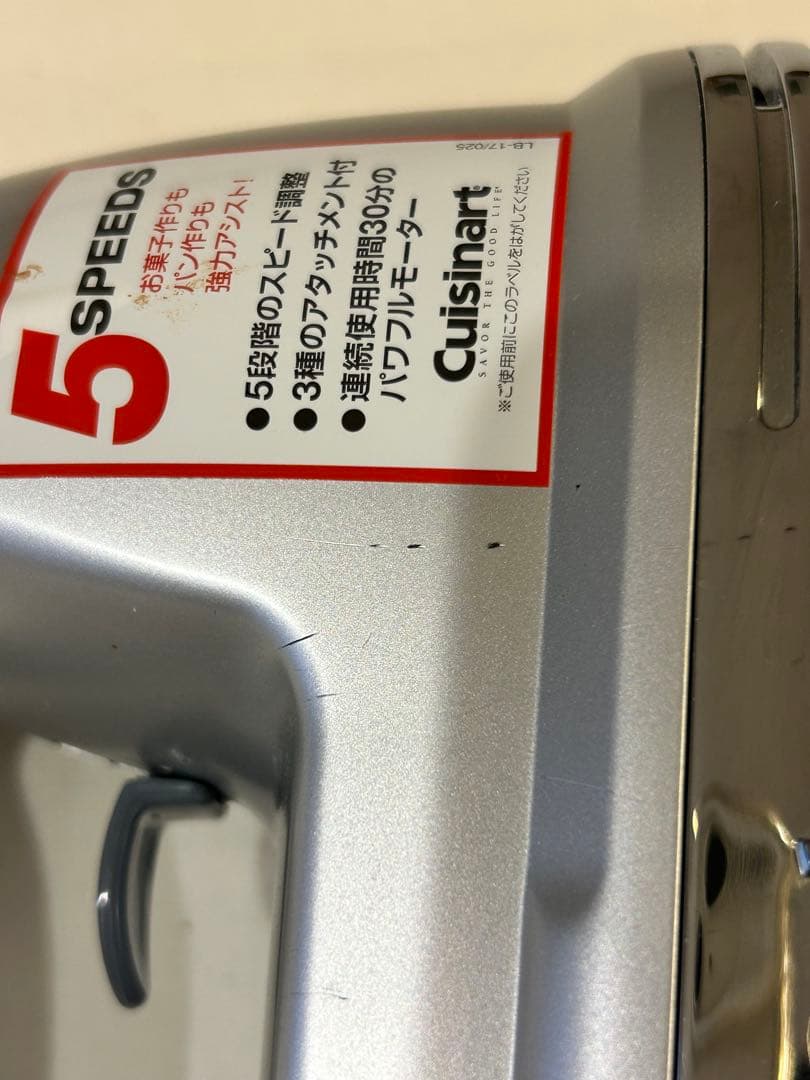 5 SPEEDS
お菓子作りも
パン作りも
強力アシスト!
●5段階のスピード調整
●3種のアタッチメント付
●連続使用時間30分の
パワフルモーター
Cuisinart
SAVOR THE GOOD LIFE®
※ご使用前にこのラベルをはがしてください
LB-17/025